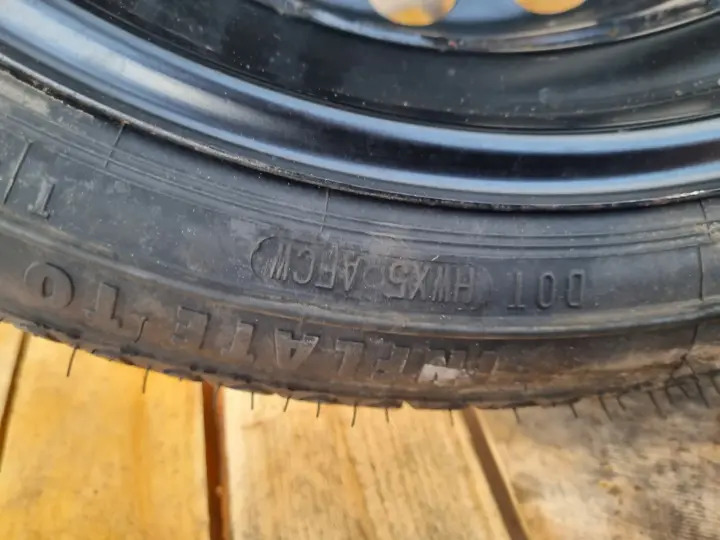 INFLATE TO
DOT HWX5 AFCW